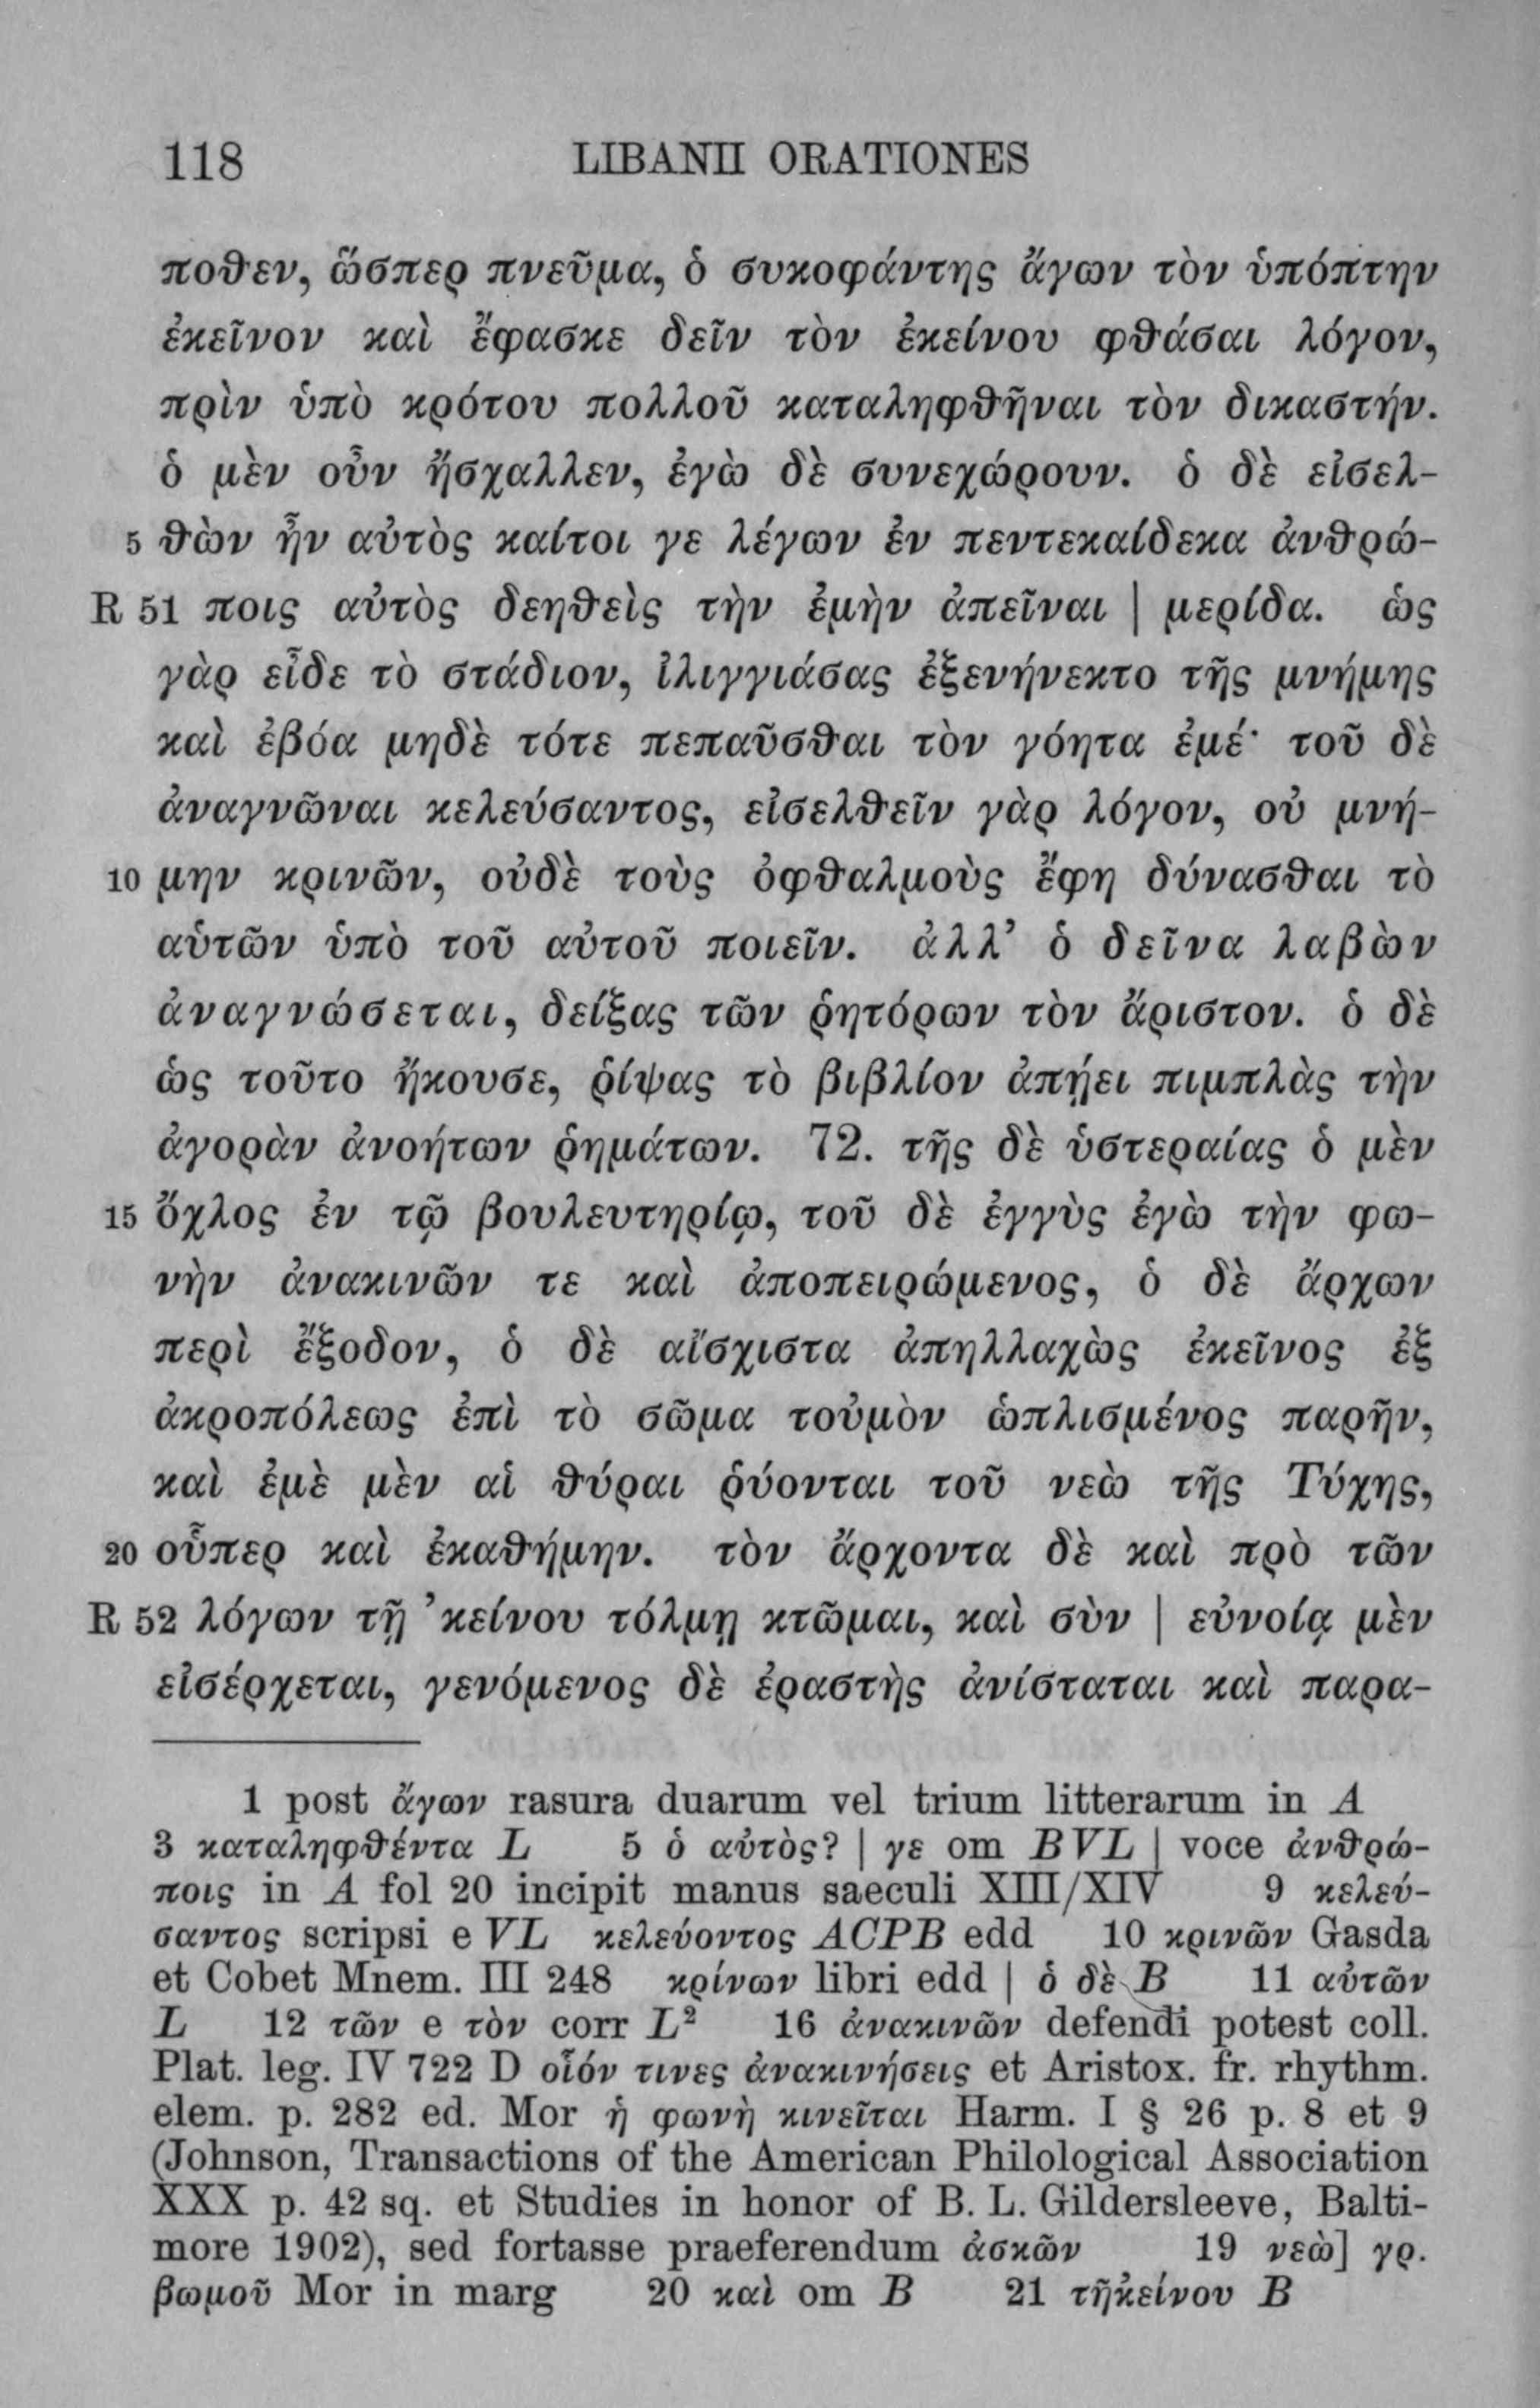 118 LIBANII ORATIONES
ποθεν, ὥσπερ πνεῦμα, ὁ συκοφάντης ἄγων τὸν ὑπόπτην
ἐκεῖνον καὶ ἔφασκε δεῖν τὸν ἐκείνου φθάσαι λόγον,
πρὶν ὑπὸ κρότου πολλοῦ καταληφθῆναι τὸν δικαστήν.
ὁ μὲν οὖν ἤσχαλλεν, ἐγὼ δὲ συνεχώρουν. ὁ δὲ εἰσελ-
5 θὼν ἦν αὐτὸς καίτοι γε λέγων ἐν πεντεκαίδεκα ἀνθρώ-
R 51 ποις αὐτὸς δεηθεὶς τὴν ἐμὴν ἀπεῖναι | μερίδα. ὡς
γὰρ εἶδε τὸ στάδιον, ἰλιγγιάσας ἐξενήνεκτο τῆς μνήμης
καὶ ἐβόα μηδὲ τότε πεπαῦσθαι τὸν γόητα ἐμέ· τοῦ δὲ
ἀναγνῶναι κελεύσαντος, εἰσελθεῖν γὰρ λόγον, οὐ μνή-
10 μην κρινῶν, οὐδὲ τοὺς ὀφθαλμοὺς ἔφη δύνασθαι τὸ
αὑτῶν ὑπὸ τοῦ αὐτοῦ ποιεῖν. ἀλλ’ ὁ δεῖνα λαβὼν
ἀναγνώσεται, δείξας τῶν ῥητόρων τὸν ἄριστον. ὁ δὲ
ὡς τοῦτο ἤκουσε, ῥίψας τὸ βιβλίον ἀπῄει πιμπλὰς τὴν
ἀγορὰν ἀνοήτων ῥημάτων. 72. τῆς δὲ ὑστεραίας ὁ μὲν
15 ὄχλος ἐν τῷ βουλευτηρίῳ, τοῦ δὲ ἐγγὺς ἐγὼ τὴν φω-
νὴν ἀνακινῶν τε καὶ ἀποπειρώμενος, ὁ δὲ ἄρχων
περὶ ἔξοδον, ὁ δὲ αἴσχιστα ἀπηλλαχὼς ἐκεῖνος ἐξ
ἀκροπόλεως ἐπὶ τὸ σῶμα τοὐμὸν ὡπλισμένος παρῆν,
καὶ ἐμὲ μὲν αἱ θύραι ῥύονται τοῦ νεὼ τῆς Τύχης,
20 οὗπερ καὶ ἐκαθήμην. τὸν ἄρχοντα δὲ καὶ πρὸ τῶν
R 52 λόγων τῇ ’κείνου τόλμῃ κτῶμαι, καὶ σὺν | εὐνοίᾳ μὲν
εἰσέρχεται, γενόμενος δὲ ἐραστὴς ἀνίσταται καὶ παρα-
1 post ἄγων rasura duarum vel trium litterarum in A
3 καταληφθέντα L 5 ὁ αὐτὸς? | γε om BVL | voce ἀνθρώ-
ποις in A fol 20 incipit manus saeculi XIII/XIV 9 κελεύ-
σαντος scripsi e VL κελεύοντος ACPB edd 10 κρινῶν Gasda
et Cobet Mnem. III 248 κρίνων libri edd | ὁ δὲ B 11 αὐτῶν
L 12 τῶν e τὸν corr L² 16 ἀνακινῶν defendi potest coll.
Plat. leg. IV 722 D οἷόν τινες ἀνακινήσεις et Aristox. fr. rhythm.
elem. p. 282 ed. Mor ἡ φωνὴ κινεῖται Harm. I § 26 p. 8 et 9
(Johnson, Transactions of the American Philological Association
XXX p. 42 sq. et Studies in honor of B. L. Gildersleeve, Balti-
more 1902), sed fortasse praeferendum ἀσκῶν 19 νεὼ] γρ.
βωμοῦ Mor in marg 20 καὶ om B 21 τῆκείνου B